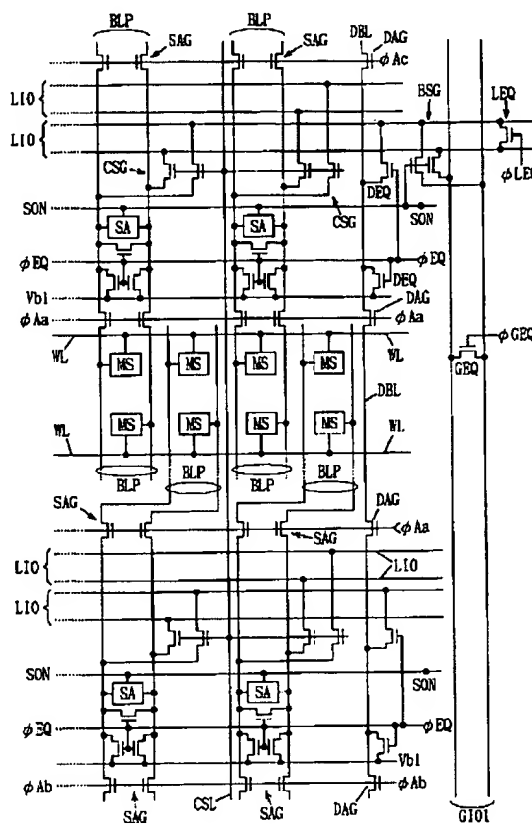 BLP BLP
SAG SAG DBL DAG
φAc
LIO BSG LEQ
LIO
CSG φLEQ
DEQ
SON CSG SON
SA SA
φEQ φEQ
DEQ
Vbl DAG
φAa φAa
φGEQ
WL WL
MS MS MS MS GEQ
DBL
MS MS MS MS
WL WL
BLP BLP
BLP BLP
SAG DAG
φAa
SAG
LIO LIO
LIO
SON SON
SA SA
φEQ φEQ
Vbl
φAb φAb
SAG CSL SAG DAG GIO1